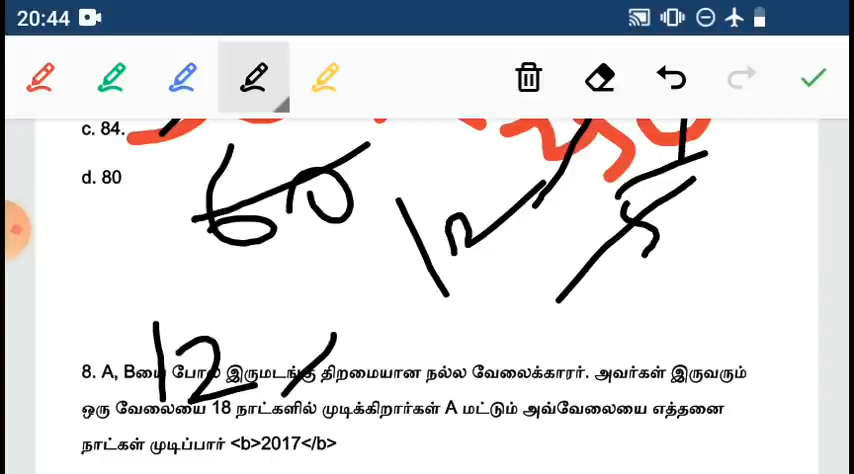 20:44
c. 84.
d. 80
60
12
5
12
8. A, Bயை போல இருமடங்கு திறமையான நல்ல வேலைக்காரர். அவர்கள் இருவரும்
ஒரு வேலையை 18 நாட்களில் முடிக்கிறார்கள் A மட்டும் அவ்வேலையை எத்தனை
நாட்கள் முடிப்பார் <b>2017</b>